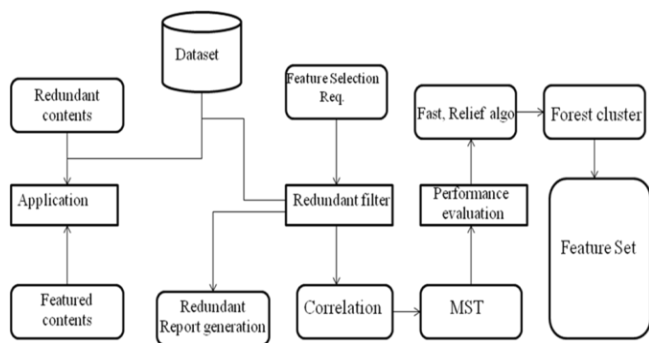 Dataset
Feature Selection
Req.
Redundant
contents
Fast, Relief algo
Forest cluster
Application
Redundant filter
Performance
evaluation
Feature Set
Featured
contents
Redundant
Report generation
Correlation
MST